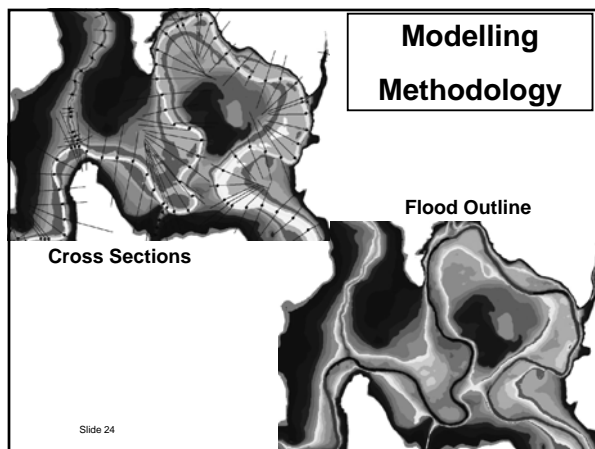 Modelling
Methodology
Flood Outline
Cross Sections
Slide 24